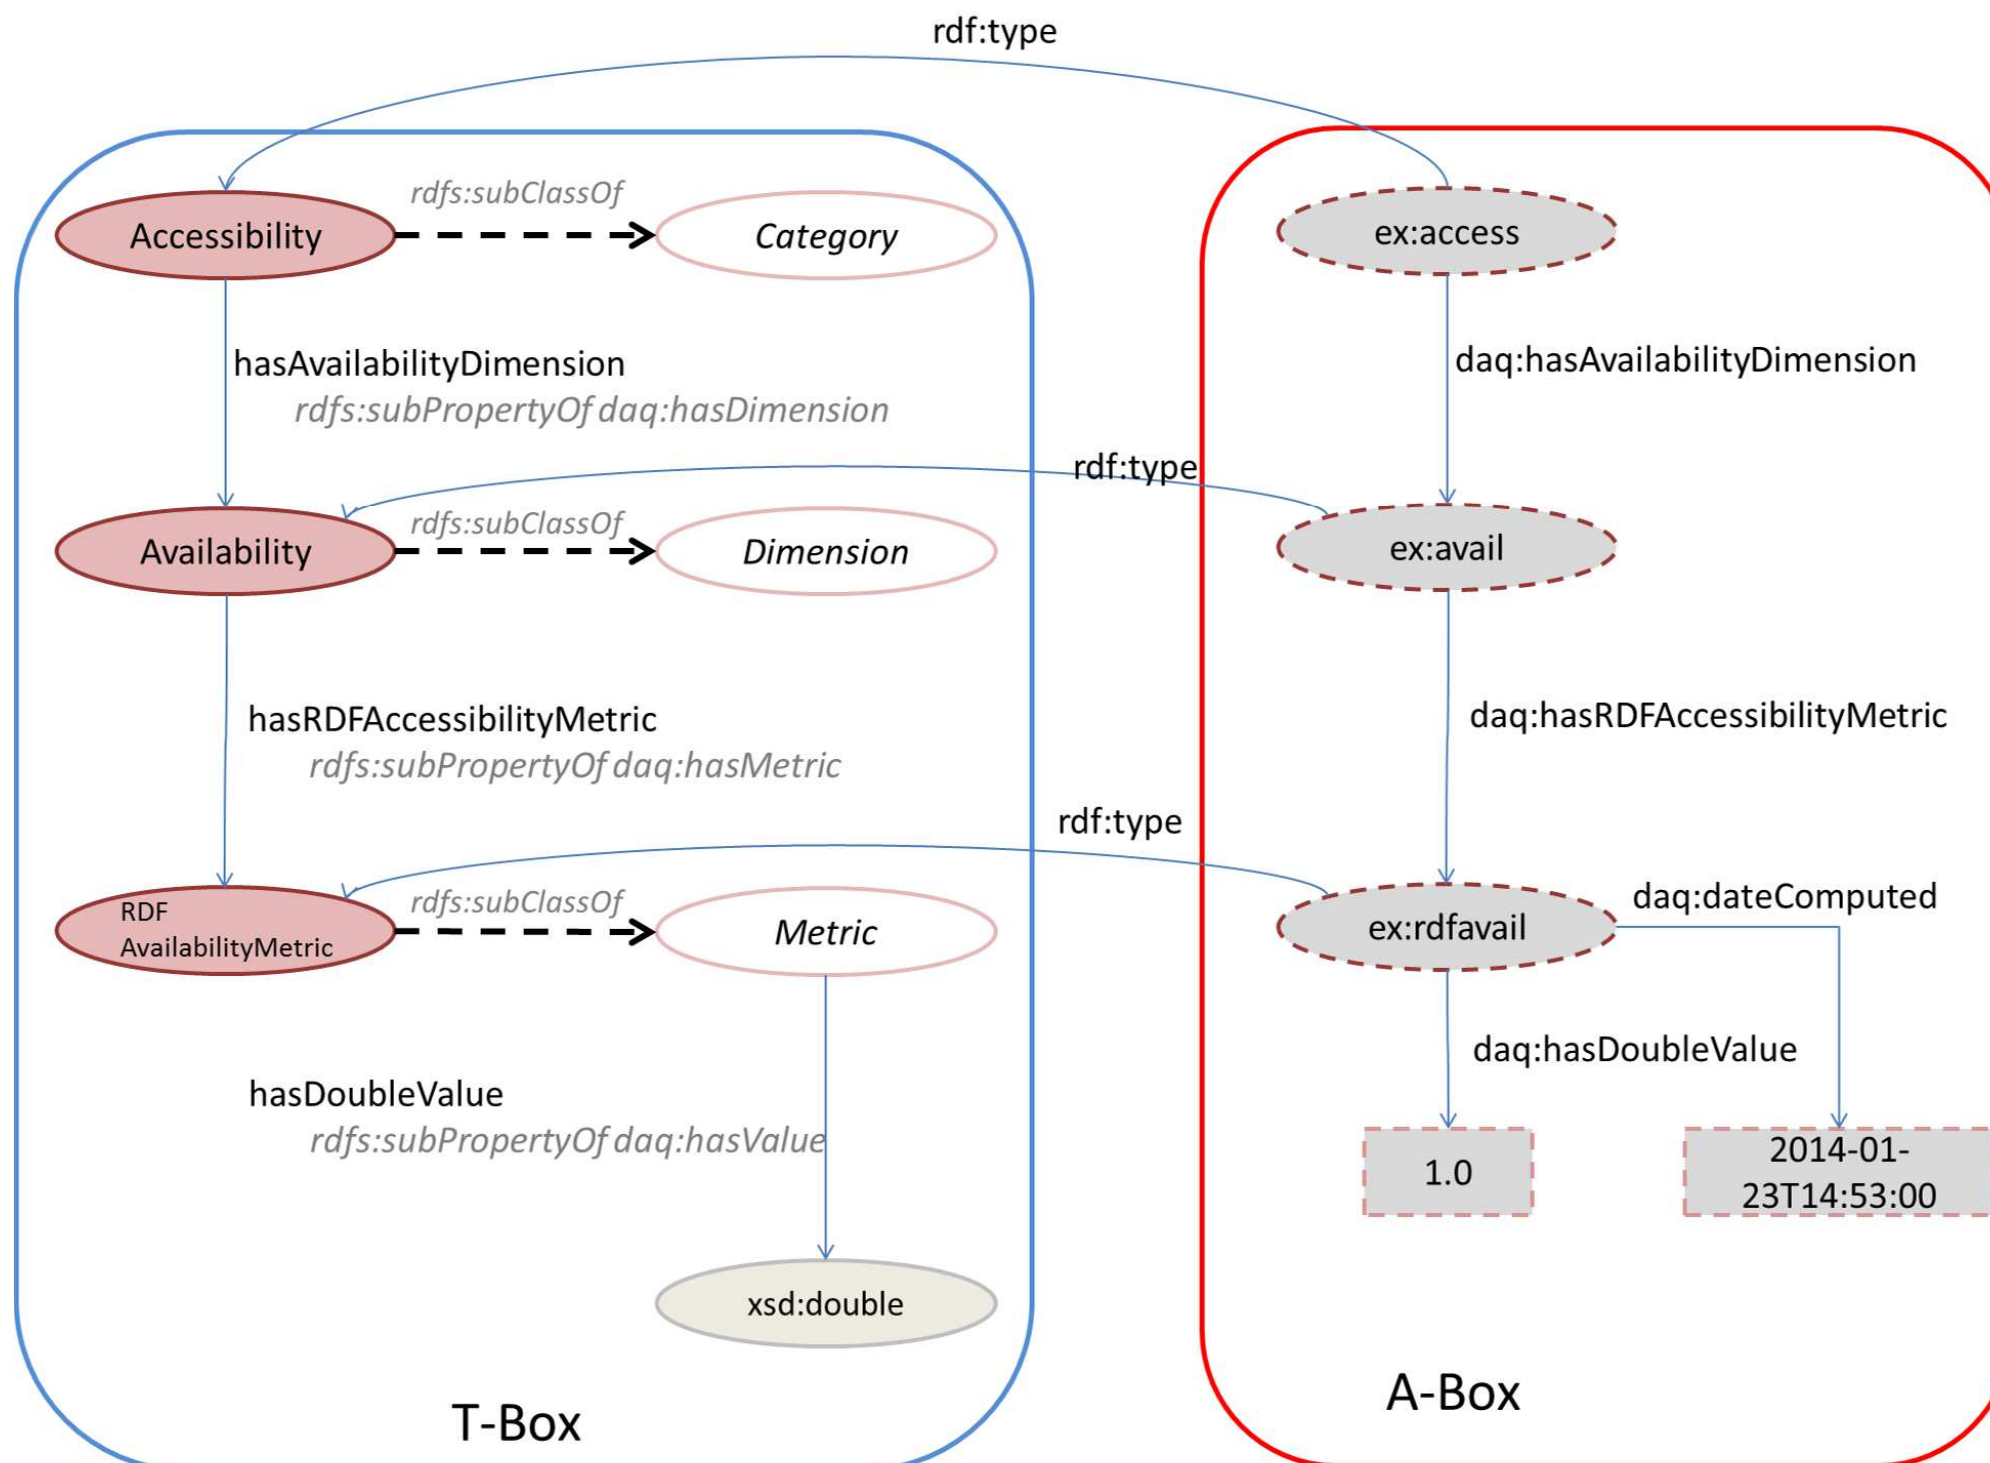 rdf:type
rdfs:subClassOf
Accessibility
Category
ex:access
hasAvailabilityDimension
rdfs:subPropertyOf daq:hasDimension
daq:hasAvailabilityDimension
rdf:type
rdfs:subClassOf
Availability
Dimension
ex:avail
hasRDFAccessibilityMetric
rdfs:subPropertyOf daq:hasMetric
daq:hasRDFAccessibilityMetric
rdf:type
rdfs:subClassOf
RDF
AvailabilityMetric
Metric
ex:rdfavail
daq:dateComputed
hasDoubleValue
rdfs:subPropertyOf daq:hasValue
daq:hasDoubleValue
1.0
2014-01-
23T14:53:00
xsd:double
T-Box
A-Box